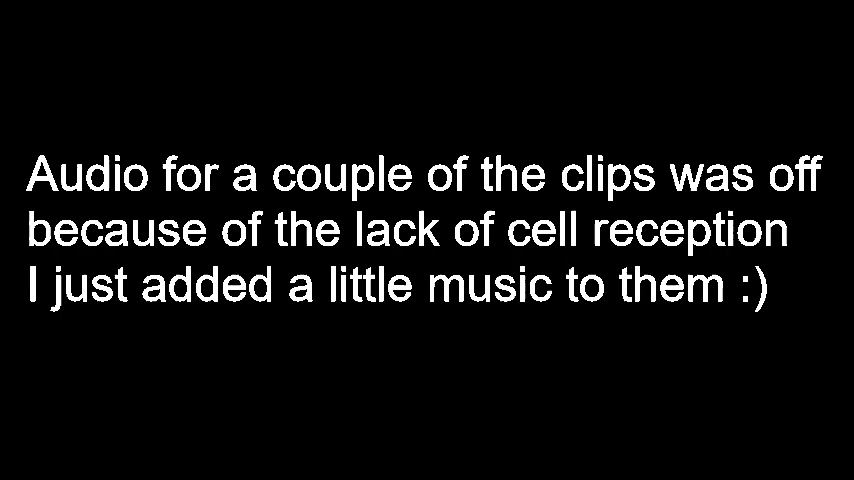 Audio for a couple of the clips was off
because of the lack of cell reception
I just added a little music to them :)